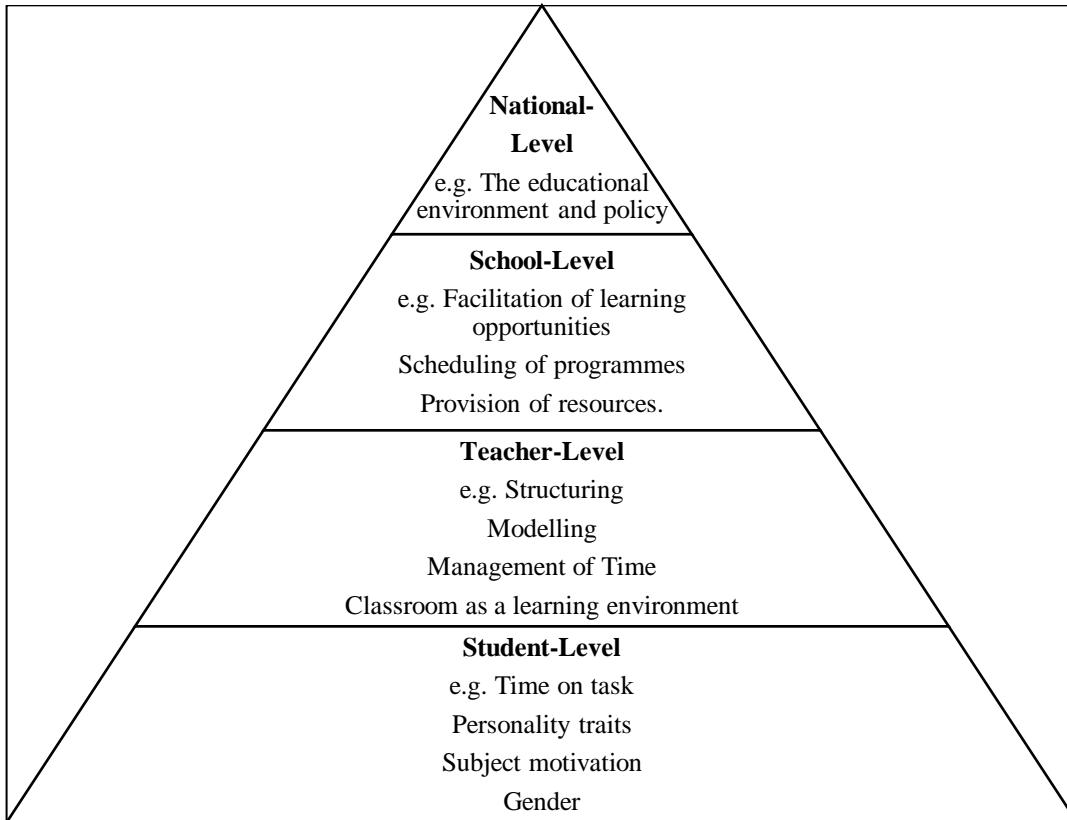 National-
Level
e.g. The educational
environment and policy
School-Level
e.g. Facilitation of learning
opportunities
Scheduling of programmes
Provision of resources.
Teacher-Level
e.g. Structuring
Modelling
Management of Time
Classroom as a learning environment
Student-Level
e.g. Time on task
Personality traits
Subject motivation
Gender